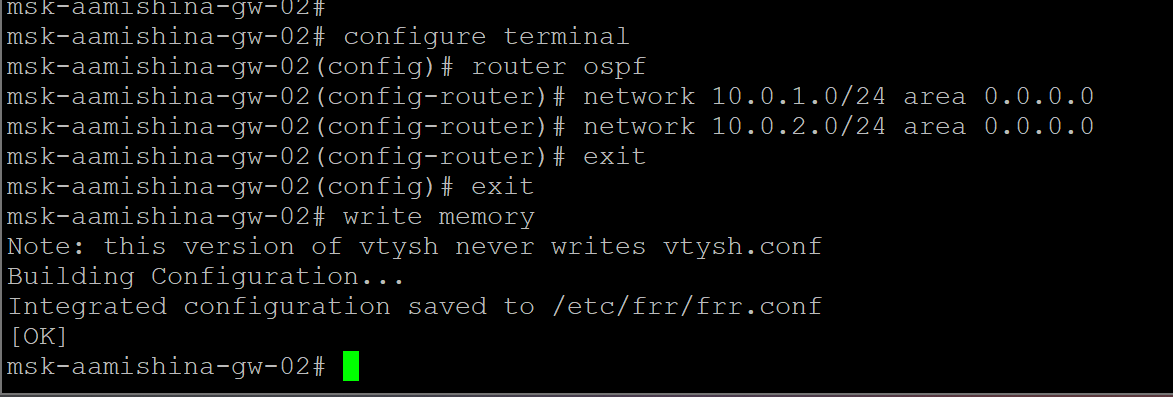 msk-aamishina-gw-02#
msk-aamishina-gw-02# configure terminal
msk-aamishina-gw-02(config)# router ospf
msk-aamishina-gw-02(config-router)# network 10.0.1.0/24 area 0.0.0.0
msk-aamishina-gw-02(config-router)# network 10.0.2.0/24 area 0.0.0.0
msk-aamishina-gw-02(config-router)# exit
msk-aamishina-gw-02(config)# exit
msk-aamishina-gw-02# write memory
Note: this version of vtysh never writes vtysh.conf
Building Configuration...
Integrated configuration saved to /etc/frr/frr.conf
[OK]
msk-aamishina-gw-02#